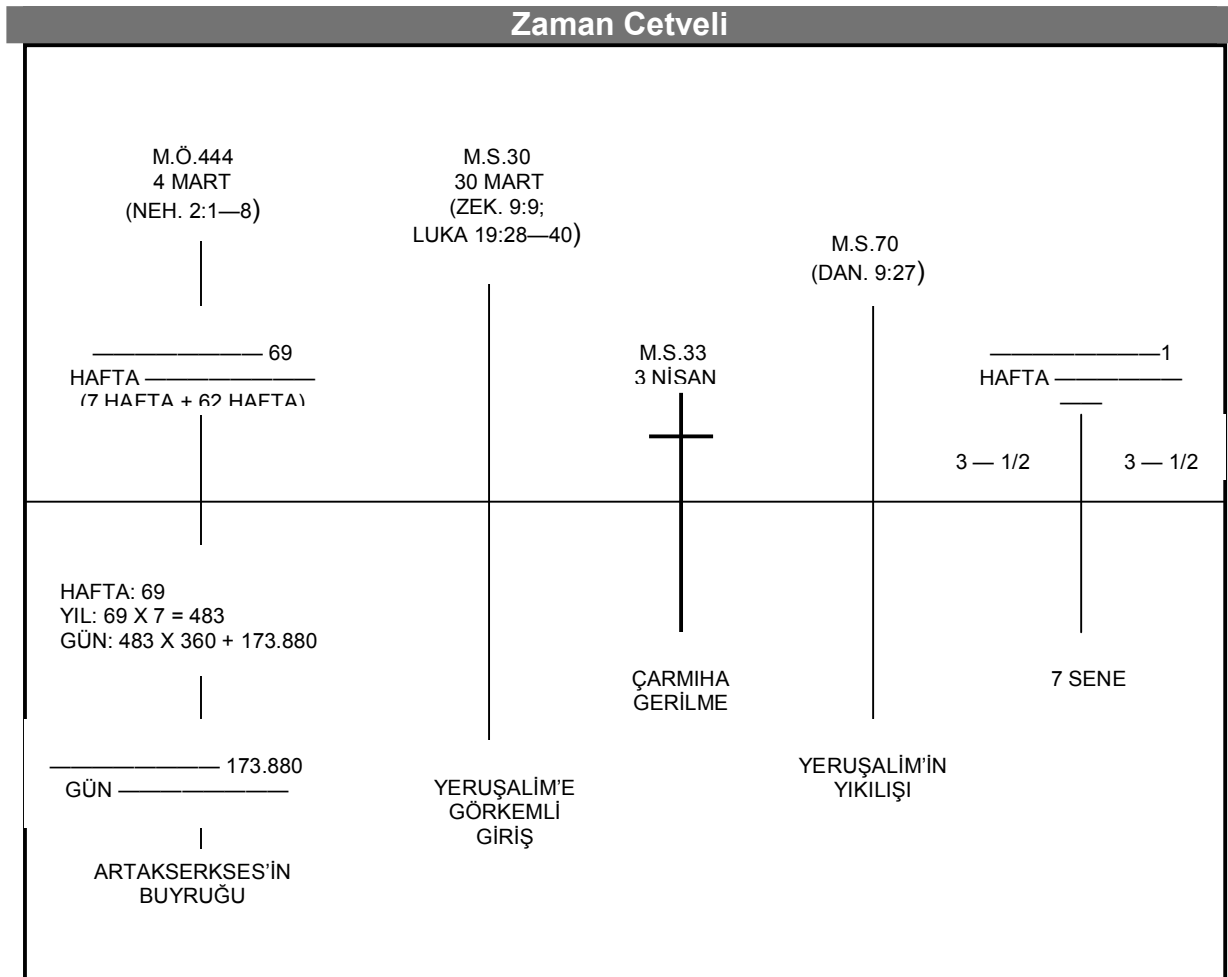 Zaman Cetveli
M.Ö.444
4 MART
(NEH. 2:1—8)
——————— 69
HAFTA ———————
(7 HAFTA + 62 HAFTA)
HAFTA: 69
YIL: 69 X 7 = 483
GÜN: 483 X 360 + 173.880
——————— 173.880
GÜN ———————
ARTAKSERKSES’İN
BUYRUĞU
M.S.30
30 MART
(ZEK. 9:9;
LUKA 19:28—40)
YERUŞALİM’E
GÖRKEMLİ
GİRİŞ
M.S.33
3 NİSAN
ÇARMIHA
GERİLME
M.S.70
(DAN. 9:27)
YERUŞALİM’İN
YIKILIŞI
———————1
HAFTA —————
——
3 — 1/2 3 — 1/2
7 SENE